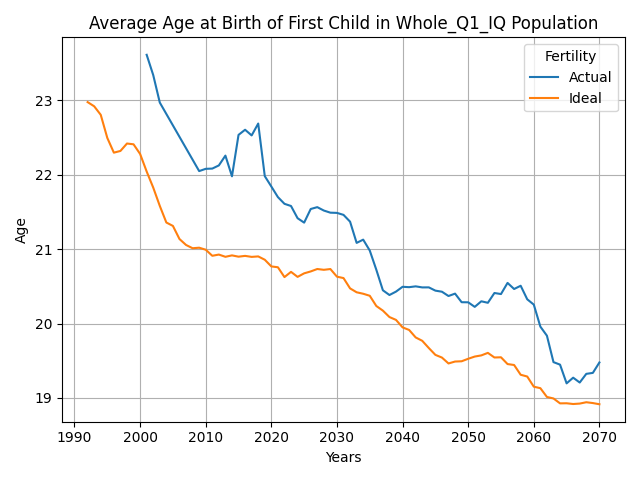 Average Age at Birth of First Child in Whole_Q1_IQ Population
Fertility
Actual
Ideal
Age
23
22
21
20
19
1990
2000
2010
2020
2030
2040
2050
2060
2070
Years